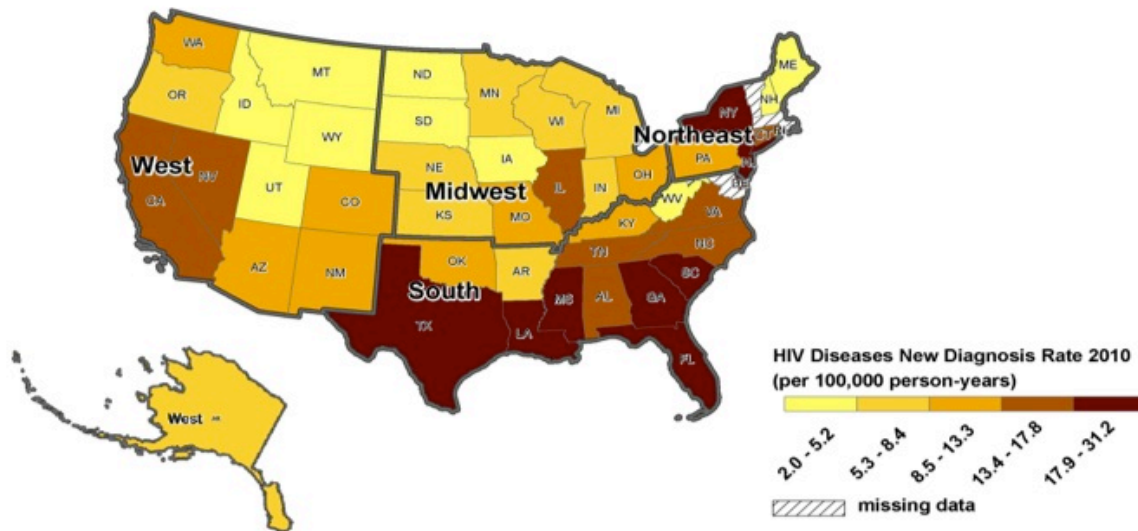 WA
MT
ND
MN
ME
OR
ID
SD
WI
MI
NY
NH
WY
Northeast
CT
West
NV
NE
IA
PA
UT
Midwest
IL
IN
OH
CA
CO
KS
MO
WV
VA
KY
AZ
NM
OK
AR
TN
NC
South
MS
AL
GA
SC
TX
LA
FL
West
HIV Diseases New Diagnosis Rate 2010
(per 100,000 person-years)
2.0 - 5.2
5.3 - 8.4
8.5 - 13.3
13.4 - 17.8
17.9 - 31.2
missing data